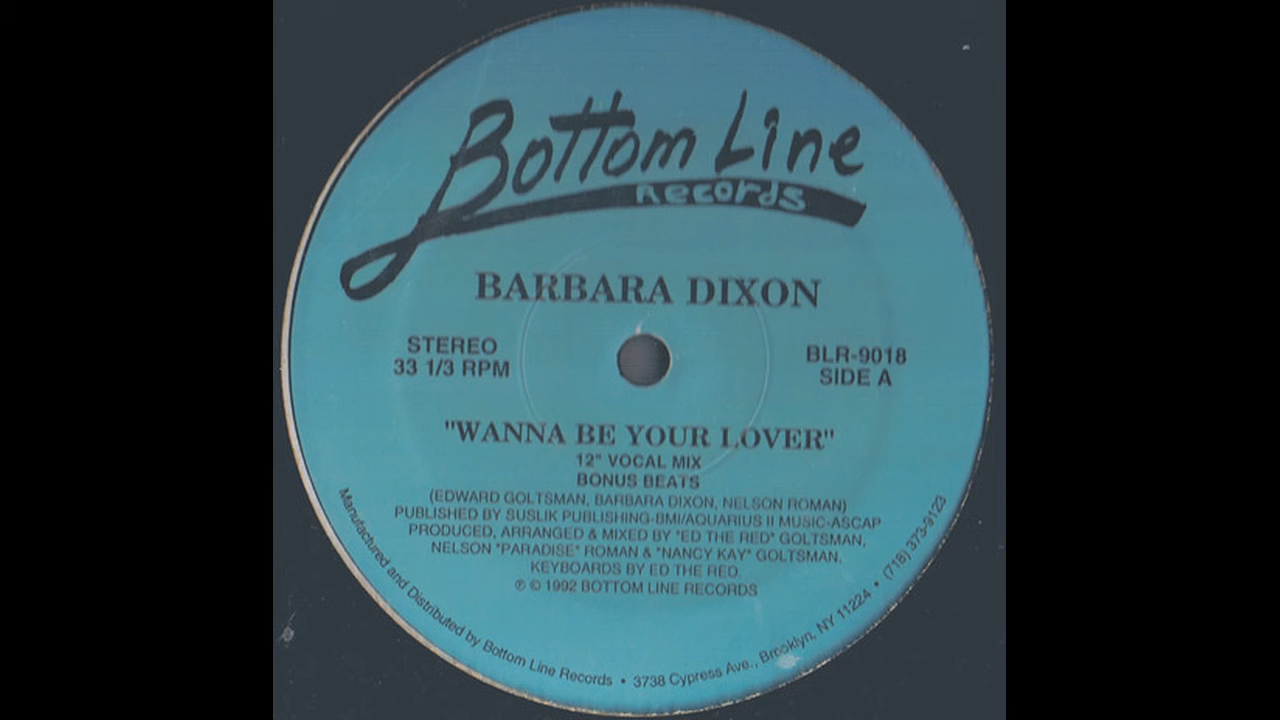 Bottom Line
Records
BARBARA DIXON
STEREO
33 1/3 RPM
BLR-9018
SIDE A
"WANNA BE YOUR LOVER"
12" VOCAL MIX
BONUS BEATS
(EDWARD GOLTSMAN, BARBARA DIXON, NELSON ROMAN)
PUBLISHED BY SUSLIK PUBLISHING-BMI/AQUARIUS II MUSIC-ASCAP
PRODUCED, ARRANGED & MIXED BY "ED THE RED" GOLTSMAN,
NELSON "PARADISE" ROMAN & "NANCY KAY" GOLTSMAN.
KEYBOARDS BY ED THE RED.
℗ © 1992 BOTTOM LINE RECORDS
Manufactured and Distributed by Bottom Line Records • 3738 Cypress Ave., Brooklyn, NY 11224 • (718) 373-9123